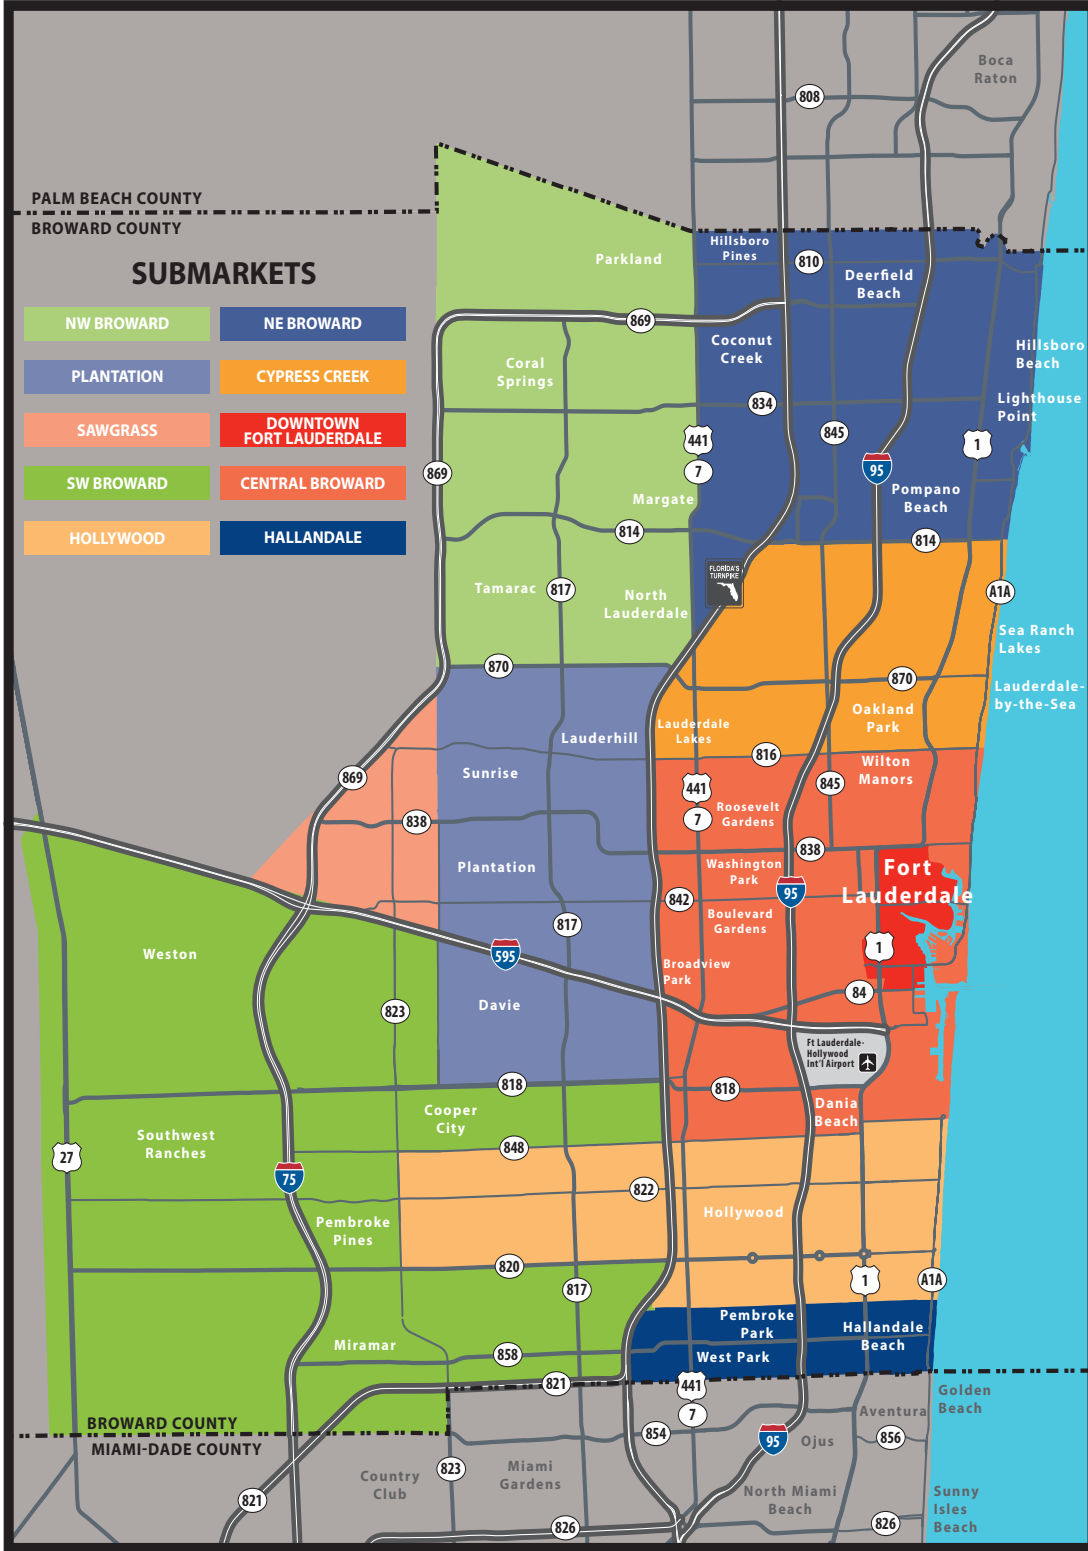 Boca
Raton
808
PALM BEACH COUNTY
BROWARD COUNTY
SUBMARKETS
NW BROWARD
NE BROWARD
PLANTATION
CYPRESS CREEK
SAWGRASS
DOWNTOWN
FORT LAUDERDALE
SW BROWARD
CENTRAL BROWARD
HOLLYWOOD
HALLANDALE
Parkland
Hillsboro
Pines
810
Deerfield
Beach
869
Coconut
Creek
Hillsboro
Beach
Coral
Springs
834
Lighthouse
Point
441
7
845
1
95
869
Margate
Pompano
Beach
814
814
FLORIDA'S
TURNPIKE
Tamarac
817
North
Lauderdale
A1A
Sea Ranch
Lakes
870
870
Lauderdale-
by-the-Sea
Oakland
Park
Lauderdale
Lakes
Lauderhill
816
Wilton
Manors
Sunrise
869
441
7
845
Roosevelt
Gardens
838
838
Plantation
Washington
Park
Fort
Lauderdale
95
842
Boulevard
Gardens
817
1
Weston
595
Broadview
Park
84
Davie
823
Ft Lauderdale-
Hollywood
Int'l Airport
818
818
Cooper
City
Dania
Beach
Southwest
Ranches
848
27
75
822
Pembroke
Pines
Hollywood
820
817
1
A1A
Pembroke
Park
Hallandale
Beach
Miramar
858
West Park
821
441
7
Golden
Beach
BROWARD COUNTY
MIAMI-DADE COUNTY
Aventura
854
95
Ojus
856
Country
Club
823
Miami
Gardens
North Miami
Beach
Sunny
Isles
Beach
821
826
826